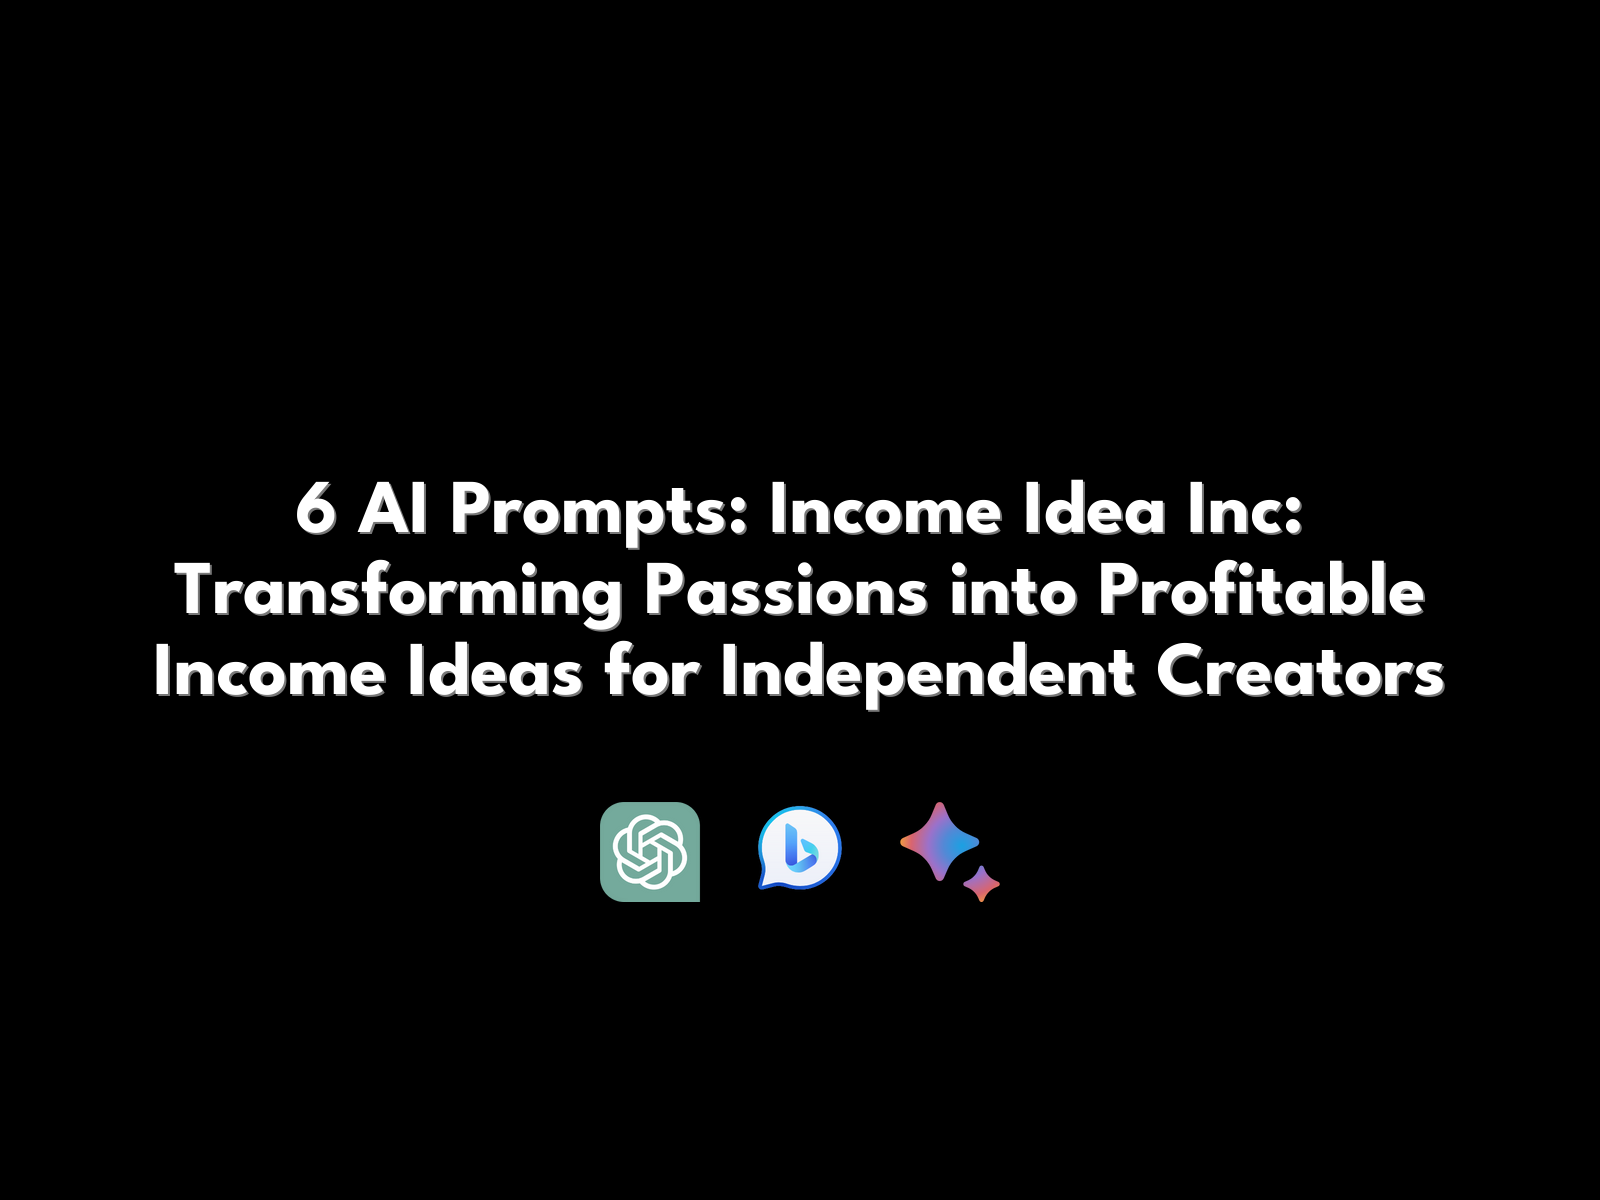 6 AI Prompts: Income Idea Inc:
Transforming Passions into Profitable
Income Ideas for Independent Creators